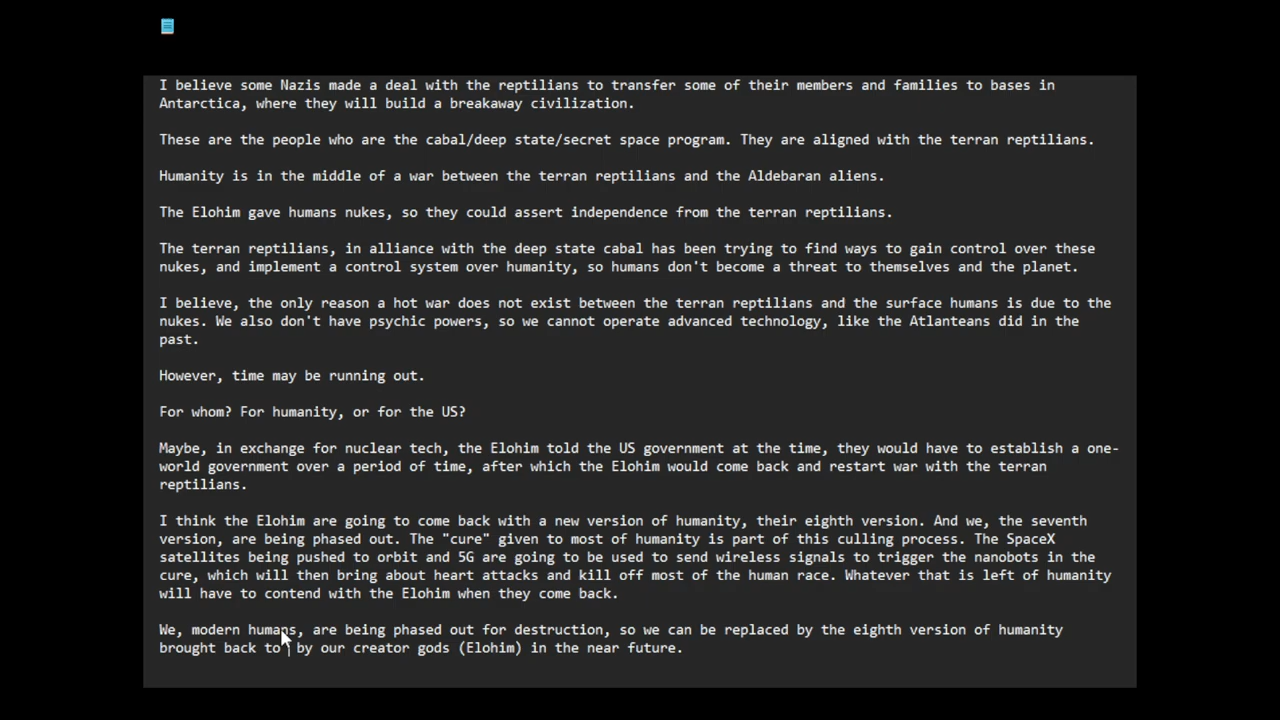 I believe some Nazis made a deal with the reptilians to transfer some of their members and families to bases in
Antarctica, where they will build a breakaway civilization.
These are the people who are the cabal/deep state/secret space program. They are aligned with the terran reptilians.
Humanity is in the middle of a war between the terran reptilians and the Aldebaran aliens.
The Elohim gave humans nukes, so they could assert independence from the terran reptilians.
The terran reptilians, in alliance with the deep state cabal has been trying to find ways to gain control over these
nukes, and implement a control system over humanity, so humans don't become a threat to themselves and the planet.
I believe, the only reason a hot war does not exist between the terran reptilians and the surface humans is due to the
nukes. We also don't have psychic powers, so we cannot operate advanced technology, like the Atlanteans did in the
past.
However, time may be running out.
For whom? For humanity, or for the US?
Maybe, in exchange for nuclear tech, the Elohim told the US government at the time, they would have to establish a one-
world government over a period of time, after which the Elohim would come back and restart war with the terran
reptilians.
I think the Elohim are going to come back with a new version of humanity, their eighth version. And we, the seventh
version, are being phased out. The "cure" given to most of humanity is part of this culling process. The SpaceX
satellites being pushed to orbit and 5G are going to be used to send wireless signals to trigger the nanobots in the
cure, which will then bring about heart attacks and kill off most of the human race. Whatever that is left of humanity
will have to contend with the Elohim when they come back.
We, modern humans, are being phased out for destruction, so we can be replaced by the eighth version of humanity
brought back to by our creator gods (Elohim) in the near future.